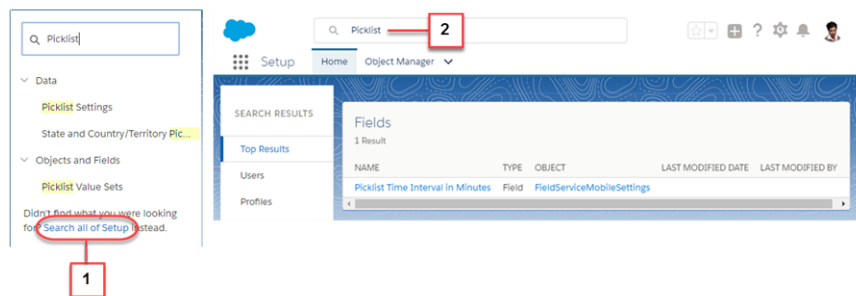 Picklist
Data
Picklist Settings
State and Country/Territory Pic...
Objects and Fields
Picklist Value Sets
Didn't find what you were looking
for? Search all of Setup instead.
1
Picklist
2
Setup
Home
Object Manager
SEARCH RESULTS
Top Results
Users
Profiles
Fields
1 Result
NAME TYPE OBJECT LAST MODIFIED DATE LAST MODIFIED BY
Picklist Time Interval in Minutes Field FieldServiceMobileSettings